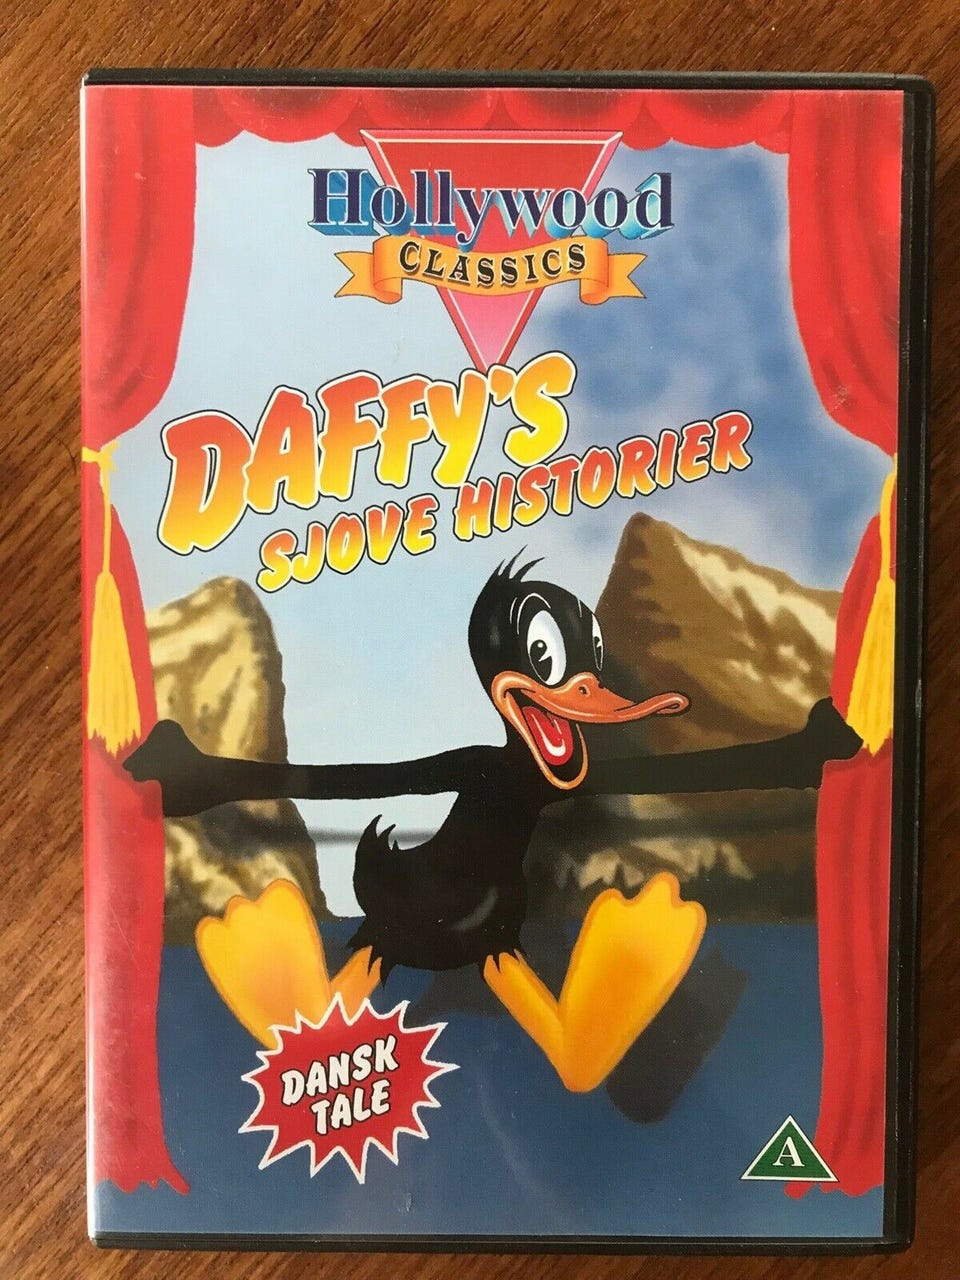 Hollywood
CLASSICS
DAFFY'S
SJOVE HISTORIER
DANSK
TALE
A